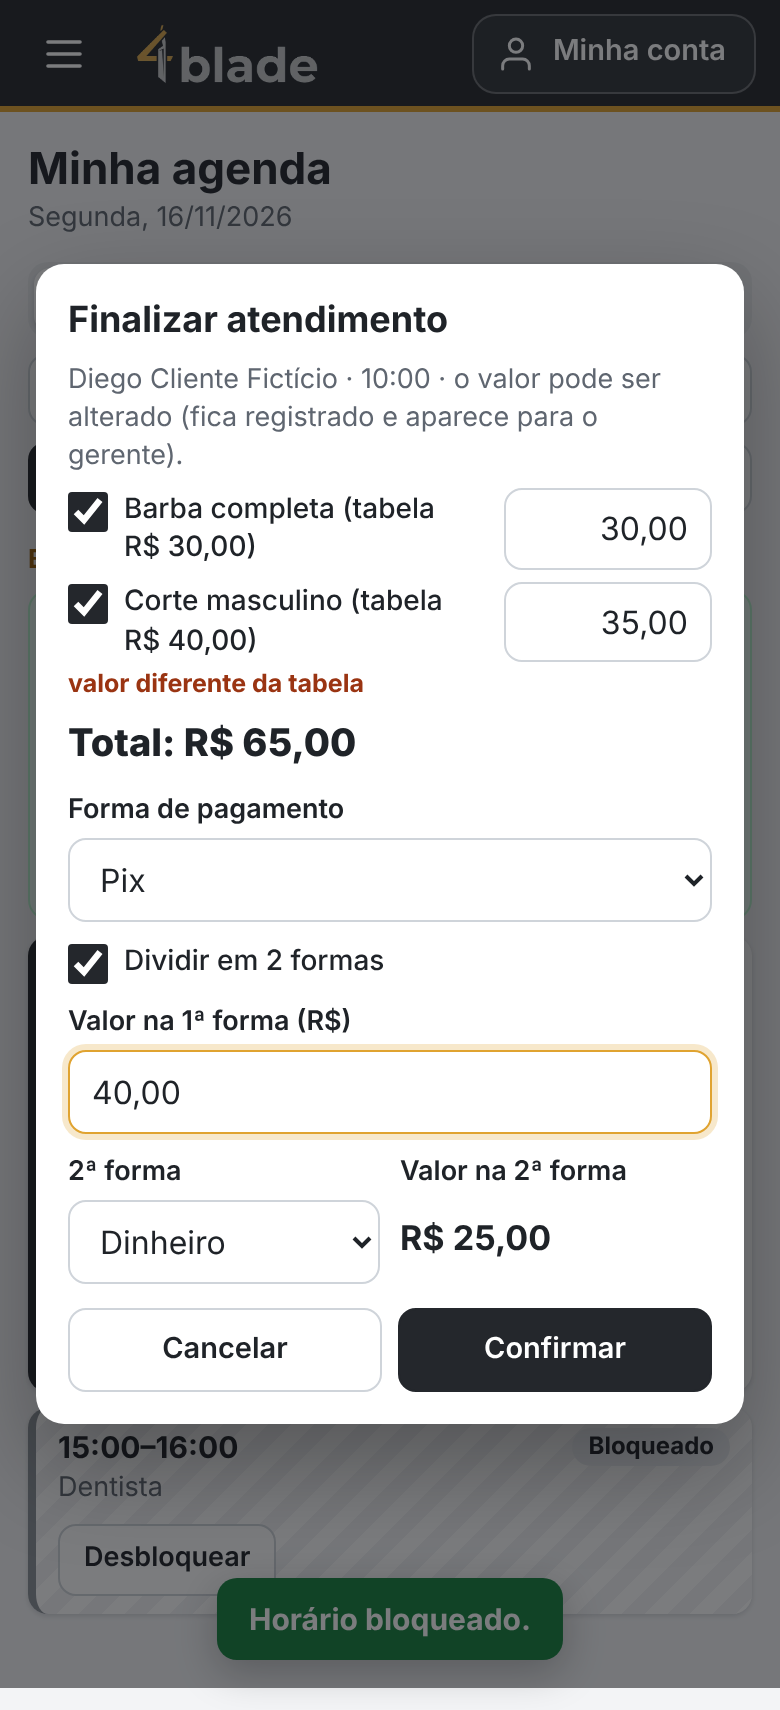 4blade
Minha conta
Minha agenda
Segunda, 16/11/2026
Finalizar atendimento
Diego Cliente Fictício · 10:00 · o valor pode ser
alterado (fica registrado e aparece para o
gerente).
Barba completa (tabela
R$ 30,00)
30,00
Corte masculino (tabela
R$ 40,00)
35,00
valor diferente da tabela
Total: R$ 65,00
Forma de pagamento
Pix
Dividir em 2 formas
Valor na 1ª forma (R$)
40,00
2ª forma
Valor na 2ª forma
Dinheiro
R$ 25,00
Cancelar
Confirmar
15:00–16:00
Bloqueado
Dentista
Desbloquear
Horário bloqueado.